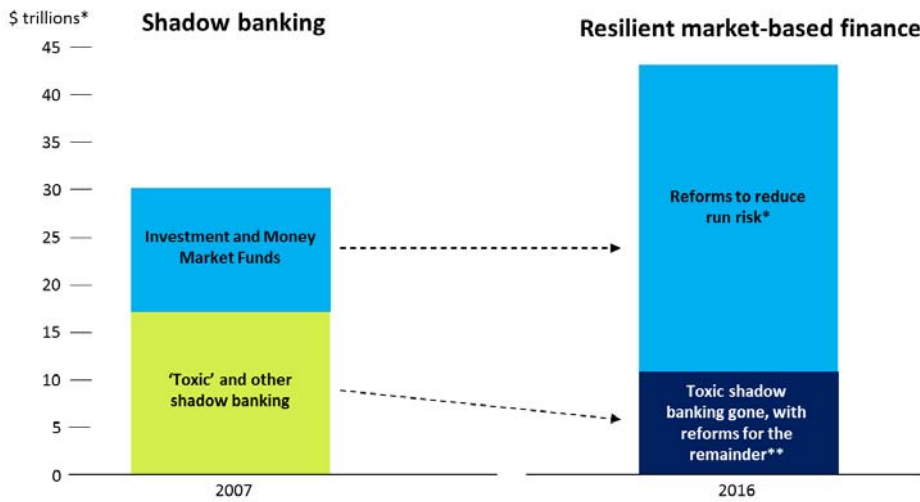 $ trillions*
Shadow banking
Resilient market-based finance
45
40
35
30
25
20
15
10
5
0
Investment and Money
Market Funds
'Toxic' and other
shadow banking
Reforms to reduce
run risk*
Toxic shadow
banking gone, with
reforms for the
remainder**
2007
2016